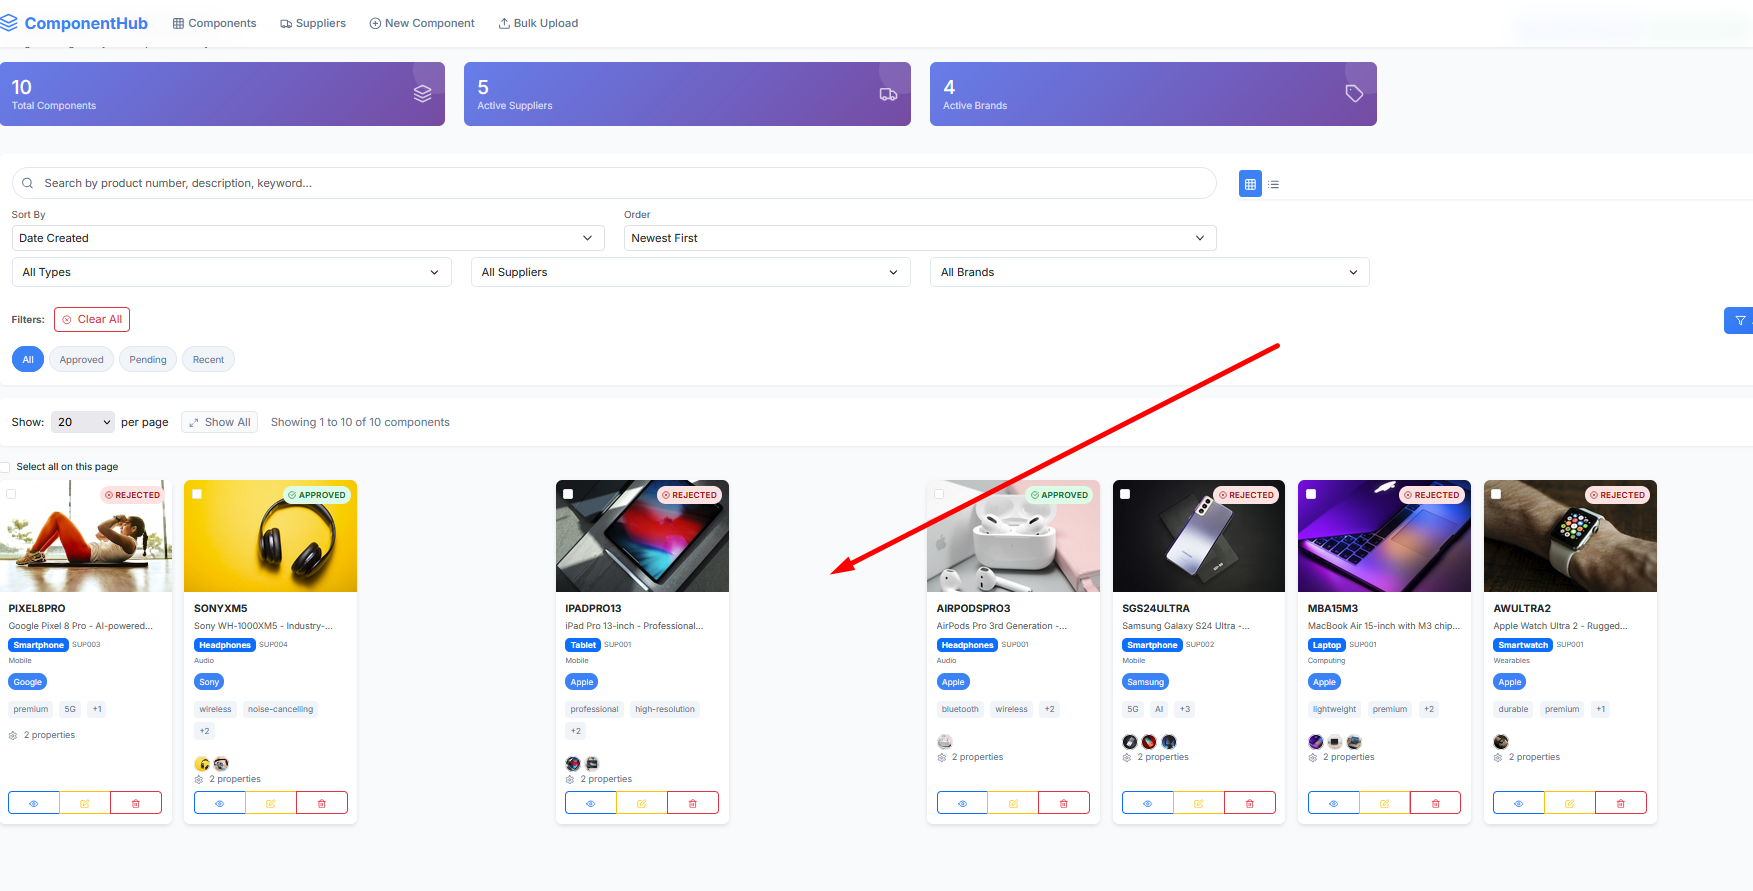 ComponentHub
Components
Suppliers
New Component
Bulk Upload
10
Total Components
5
Active Suppliers
4
Active Brands
Search by product number, description, keyword...
Sort By
Order
Date Created
Newest First
All Types
All Suppliers
All Brands
Filters:
Clear All
All
Approved
Pending
Recent
Show:
20
per page
Show All
Showing 1 to 10 of 10 components
Select all on this page
REJECTED
PIXEL8PRO
Google Pixel 8 Pro - AI-powered...
Smartphone SUP003
Mobile
Google
premium 5G +1
2 properties
APPROVED
SONYXM5
Sony WH-1000XM5 - Industry-...
Headphones SUP004
Audio
Sony
wireless noise-cancelling
+2
2 properties
REJECTED
IPADPRO13
iPad Pro 13-inch - Professional...
Tablet SUP001
Mobile
Apple
professional high-resolution
+2
2 properties
APPROVED
AIRPODSPRO3
AirPods Pro 3rd Generation -...
Headphones SUP001
Audio
Apple
bluetooth wireless +2
2 properties
REJECTED
SGS24ULTRA
Samsung Galaxy S24 Ultra -...
Smartphone SUP002
Mobile
Samsung
5G AI +3
2 properties
REJECTED
MBA15M3
MacBook Air 15-inch with M3 chip...
Laptop SUP001
Computing
Apple
lightweight premium +2
2 properties
REJECTED
AWULTRA2
Apple Watch Ultra 2 - Rugged...
Smartwatch SUP001
Wearables
Apple
durable premium +1
2 properties